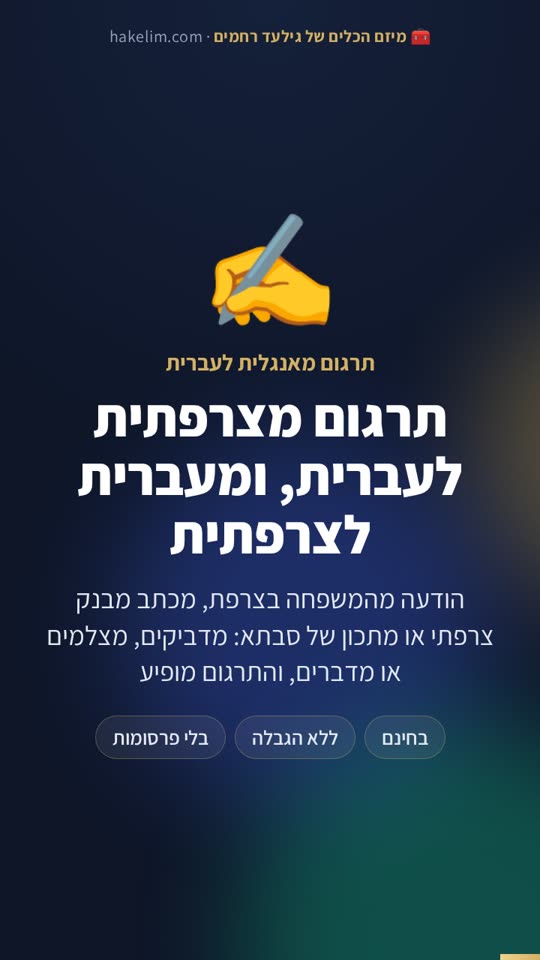 🧰 מיזם הכלים של גילעד רחמים · hakelim.com
תרגום מאנגלית לעברית
תרגום מצרפתית
לעברית, ומעברית
לצרפתית
הודעה מהמשפחה בצרפת, מכתב מבנק
צרפתי או מתכון של סבתא: מדביקים, מצלמים
או מדברים, והתרגום מופיע
בחינם
ללא הגבלה
בלי פרסומות